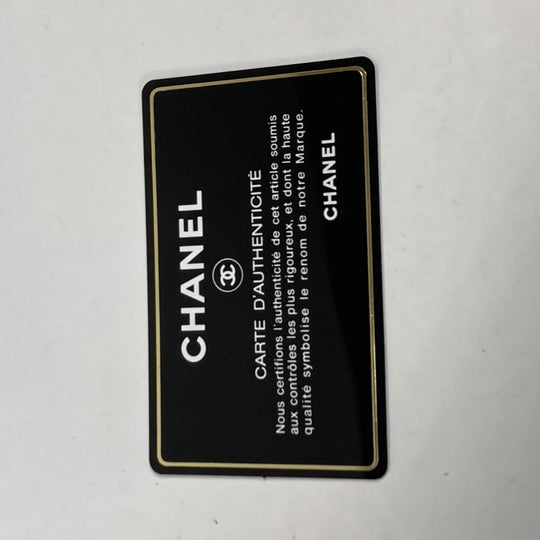 CHANEL
CARTE D'AUTHENTICITÉ
Nous certifions l'authenticité de cet article soumis
aux contrôles les plus rigoureux, et dont la haute
qualité symbolise le renom de notre Marque.
CHANEL